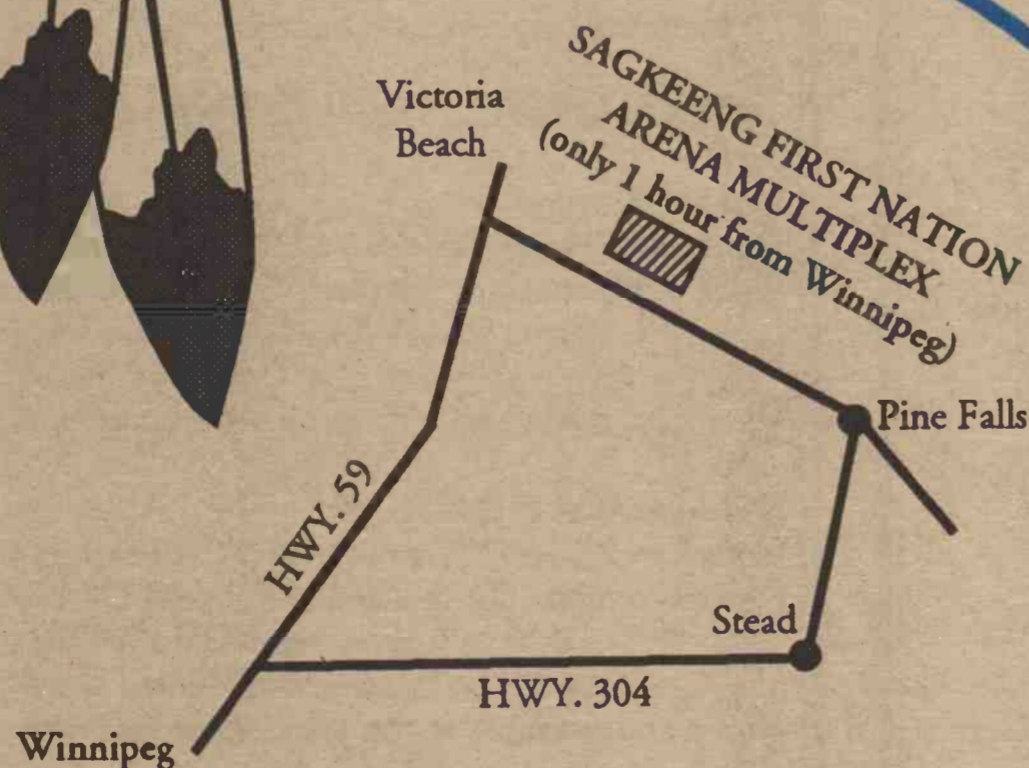 Victoria
Beach
SAGKEENG FIRST NATION
ARENA MULTIPLEX
(only 1 hour from Winnipeg)
Pine Falls
HWY. 59
Stead
HWY. 304
Winnipeg